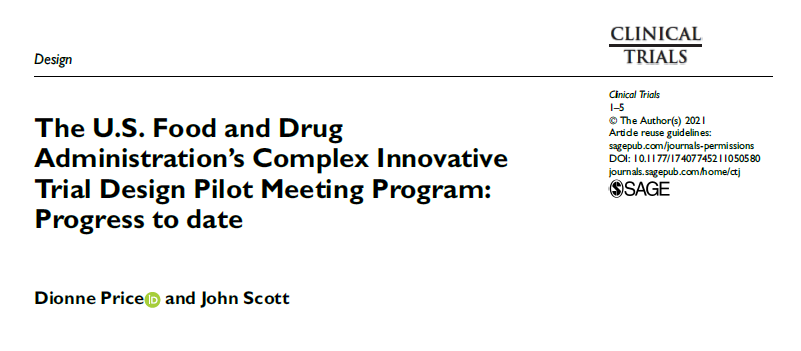 CLINICAL
TRIALS
Design
Clinical Trials
1–5
© The Author(s) 2021
Article reuse guidelines:
sagepub.com/journals-permissions
DOI: 10.1177/17407745211050580
journals.sagepub.com/home/ctj
SAGE
The U.S. Food and Drug
Administration's Complex Innovative
Trial Design Pilot Meeting Program:
Progress to date
Dionne Price iD and John Scott